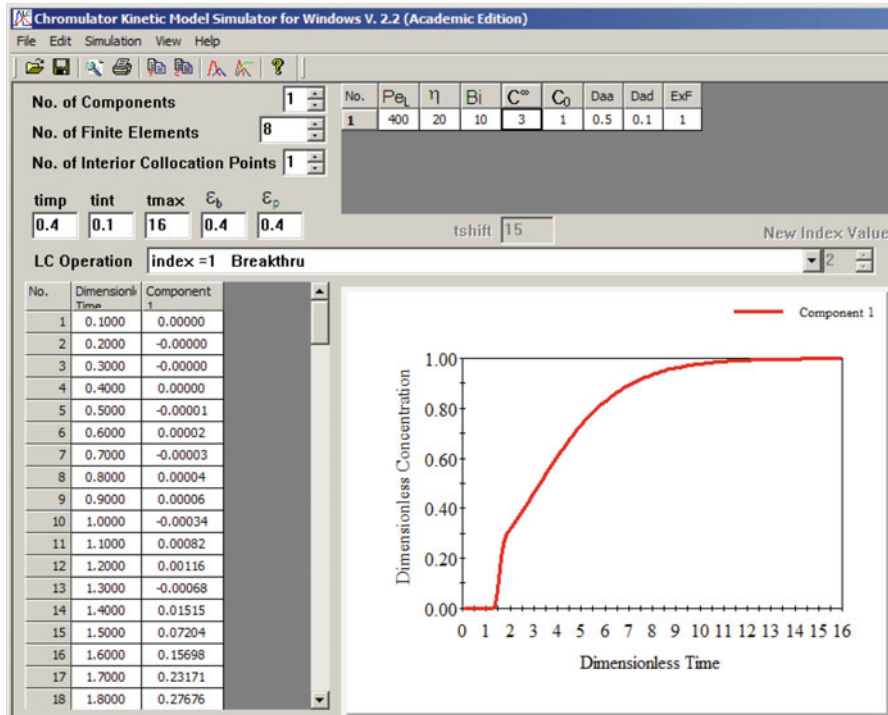 Chromulator Kinetic Model Simulator for Windows V. 2.2 (Academic Edition)
File Edit Simulation View Help
No. of Components 1
No. of Finite Elements 8
No. of Interior Collocation Points 1
timp tint tmax εb εp
0.4 0.1 16 0.4 0.4
No. PeL η Bi C∞ C0 Daa Dad ExF
1 400 20 10 3 1 0.5 0.1 1
tshift 15
New Index Value
LC Operation index =1 Breakthru 2
No. Dimensionl Time Component 1
1 0.1000 0.00000
2 0.2000 -0.00000
3 0.3000 -0.00000
4 0.4000 0.00000
5 0.5000 -0.00001
6 0.6000 0.00002
7 0.7000 -0.00003
8 0.8000 0.00004
9 0.9000 0.00006
10 1.0000 -0.00034
11 1.1000 0.00082
12 1.2000 0.00116
13 1.3000 -0.00068
14 1.4000 0.01515
15 1.5000 0.07204
16 1.6000 0.15698
17 1.7000 0.23171
18 1.8000 0.27676
Component 1
Dimensionless Concentration
1.00
0.80
0.60
0.40
0.20
0.00
0 1 2 3 4 5 6 7 8 9 10 11 12 13 14 15 16
Dimensionless Time